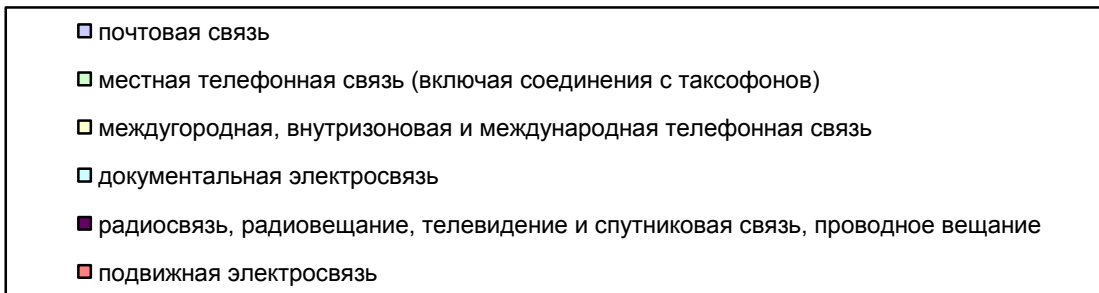 почтовая связь
местная телефонная связь (включая соединения с таксофонов)
междугородная, внутризоновая и международная телефонная связь
документальная электросвязь
радиосвязь, радиовещание, телевидение и спутниковая связь, проводное вещание
подвижная электросвязь